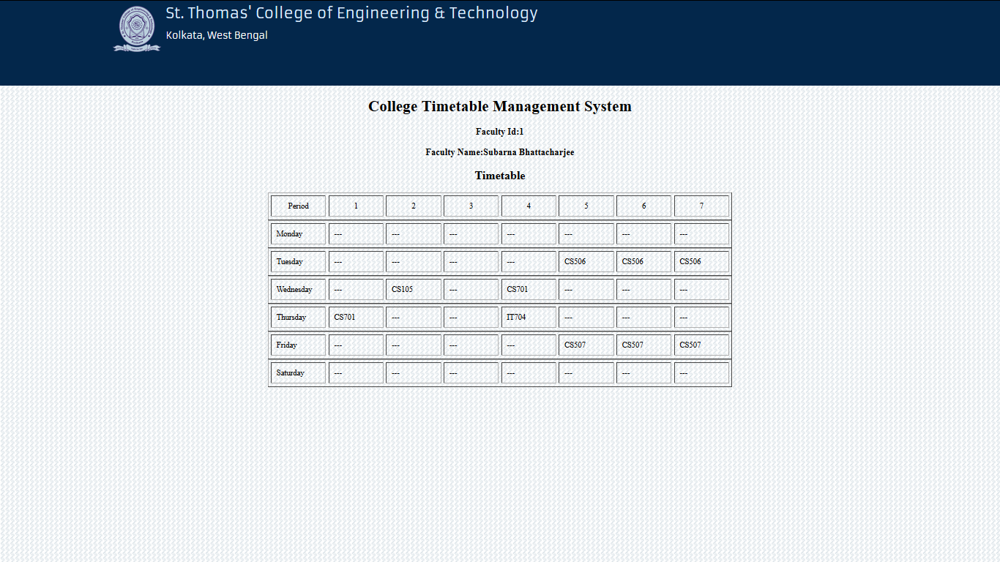 St. Thomas' College of Engineering & Technology
Kolkata, West Bengal
College Timetable Management System
Faculty Id:1
Faculty Name:Subarna Bhattacharjee
Timetable
Period 1 2 3 4 5 6 7
Monday --- --- --- --- --- --- ---
Tuesday --- --- --- --- CS506 CS506 CS506
Wednesday --- CS105 --- CS701 --- --- ---
Thursday CS701 --- --- IT704 --- --- ---
Friday --- --- --- --- CS507 CS507 CS507
Saturday --- --- --- --- --- --- ---